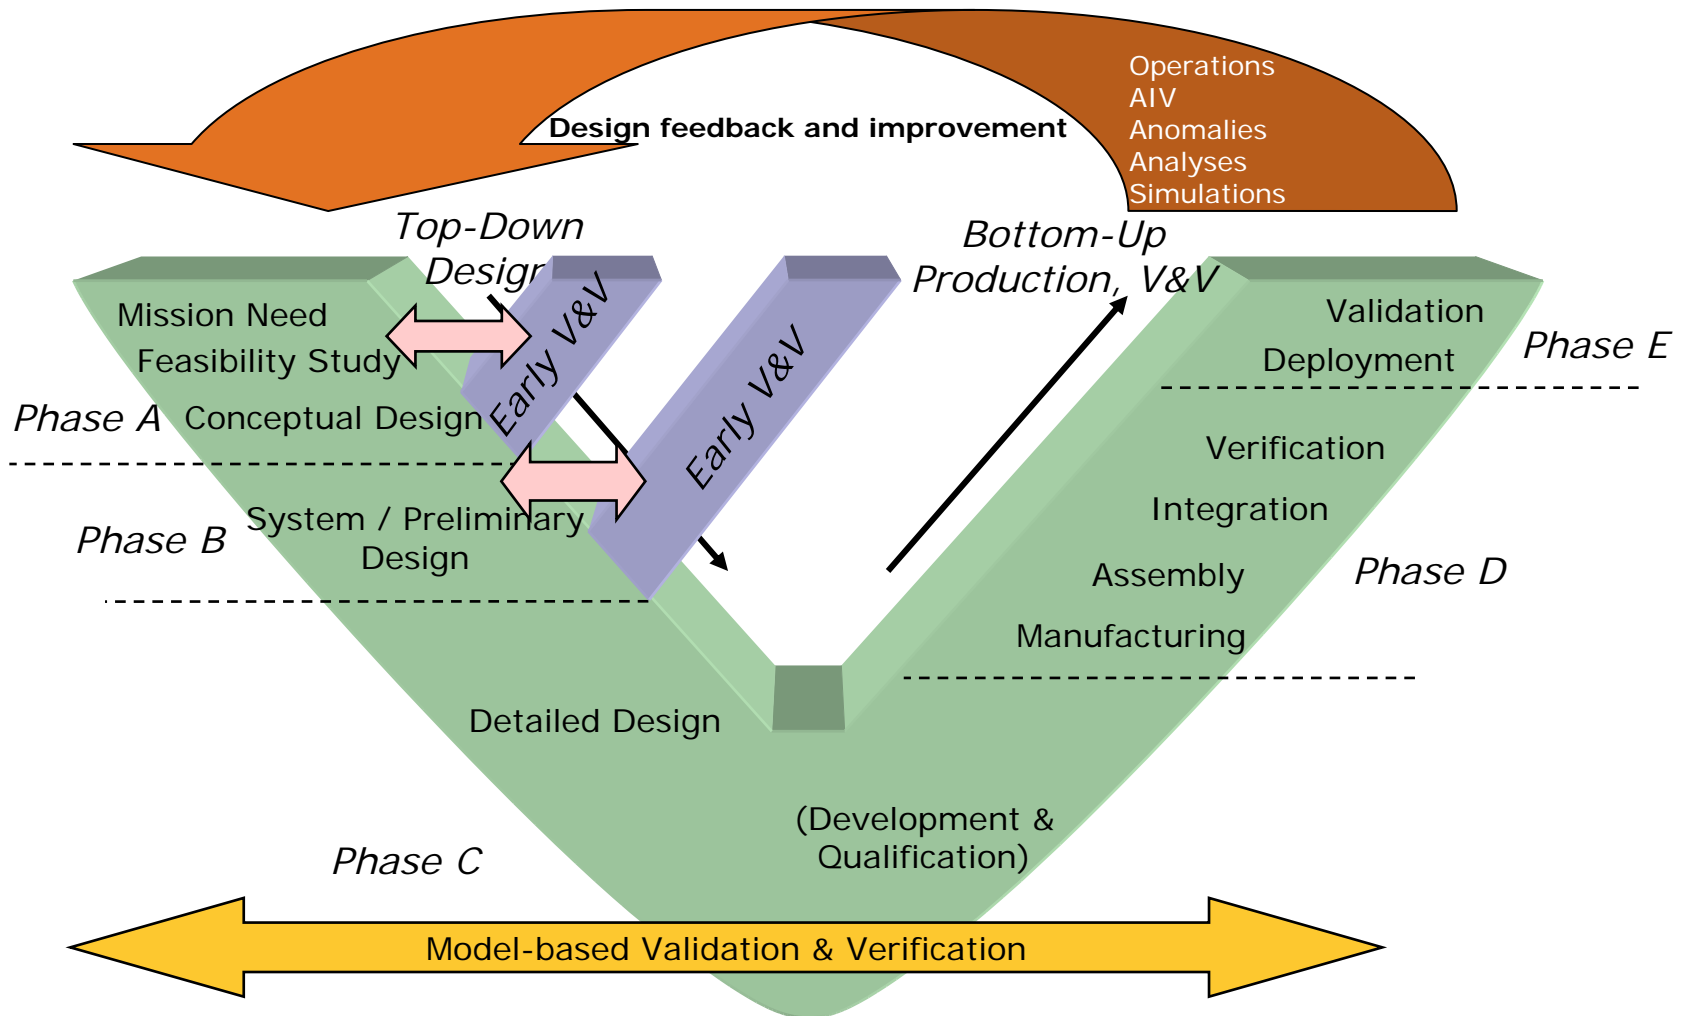 Operations
AIV
Anomalies
Analyses
Simulations
Design feedback and improvement
Top-Down
Design
Bottom-Up
Production, V&V
Early V&V
Early V&V
Mission Need
Feasibility Study
Phase A
Conceptual Design
System / Preliminary
Design
Phase B
Detailed Design
Phase C
(Development &
Qualification)
Validation
Deployment
Phase E
Verification
Integration
Assembly
Phase D
Manufacturing
Model-based Validation & Verification